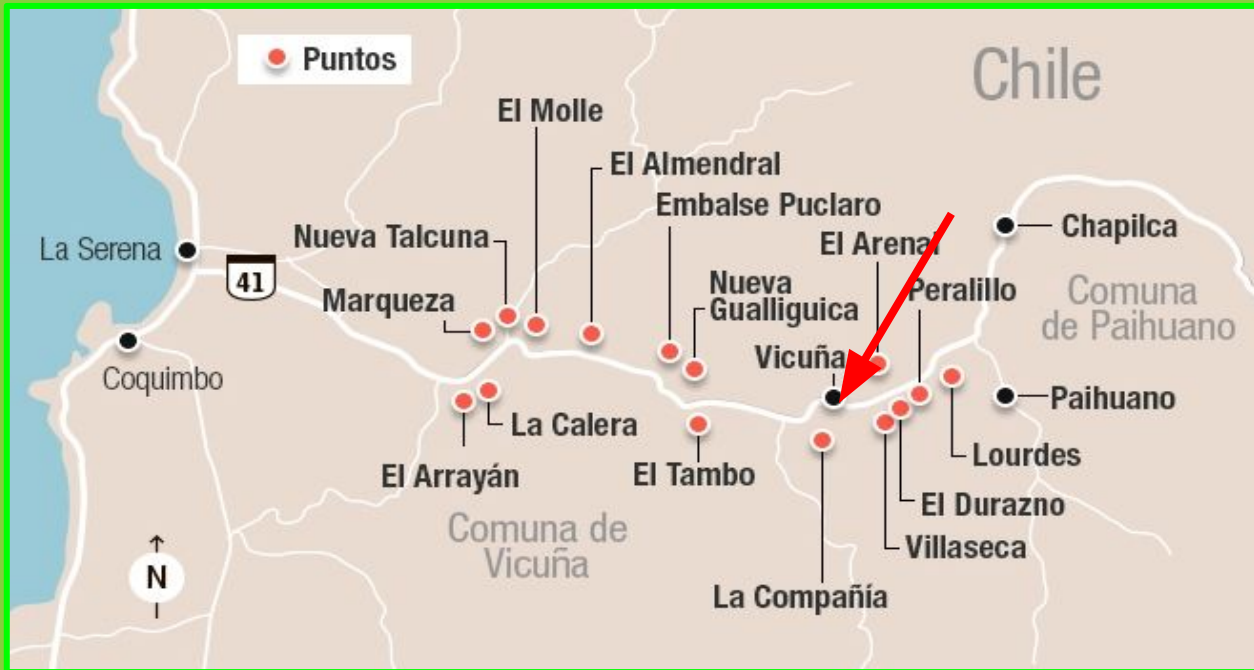 Puntos
Chile
El Molle
El Almendral
Embalse Puclaro
Nueva Talcuna
El Arenal
Chapilca
La Serena
41
Marqueza
Nueva
Gualliguica
Peralillo
Comuna
de Paihuano
Vicuña
Coquimbo
La Calera
Paihuano
El Arrayán
El Tambo
Lourdes
El Durazno
Comuna de
Vicuña
Villaseca
N
La Compañía